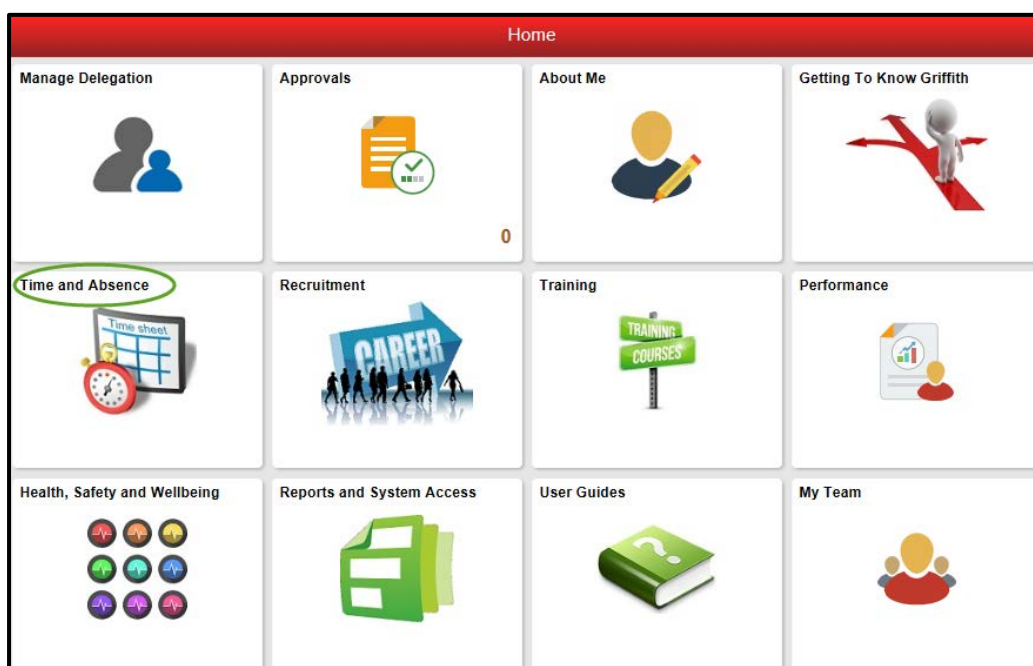 Home
Manage Delegation
Approvals
About Me
Getting To Know Griffith
0
Time and Absence
Recruitment
Training
Performance
Time sheet
CAREER
TRAINING
COURSES
Health, Safety and Wellbeing
Reports and System Access
User Guides
My Team
?